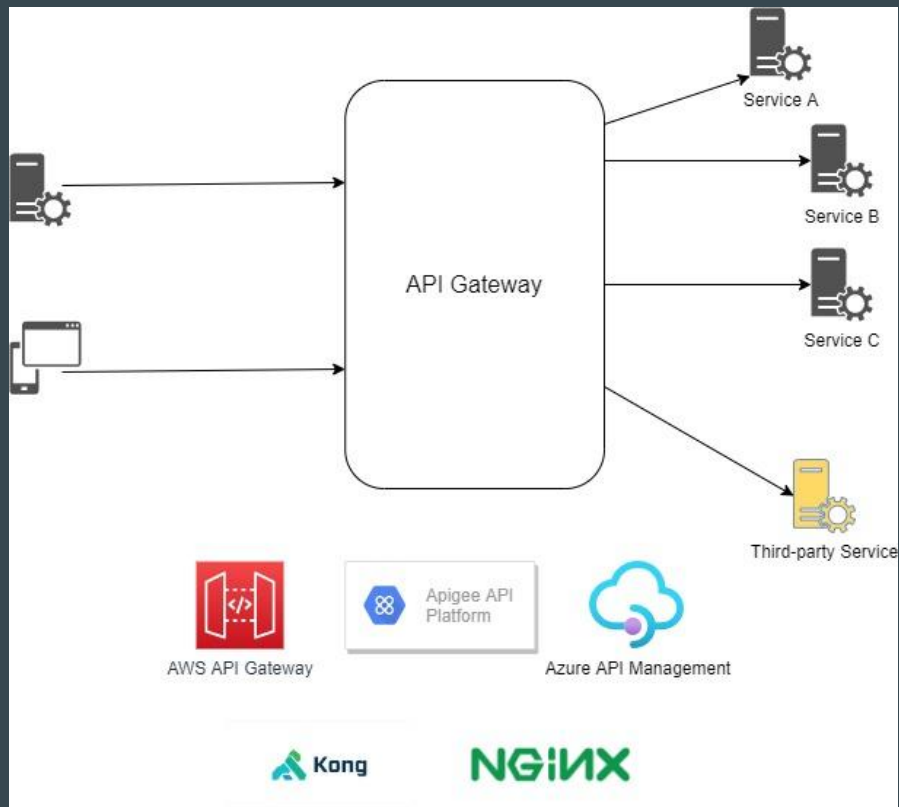 Service A
Service B
API Gateway
Service C
Third-party Service
Apigee API
Platform
AWS API Gateway
Azure API Management
Kong
NGINX